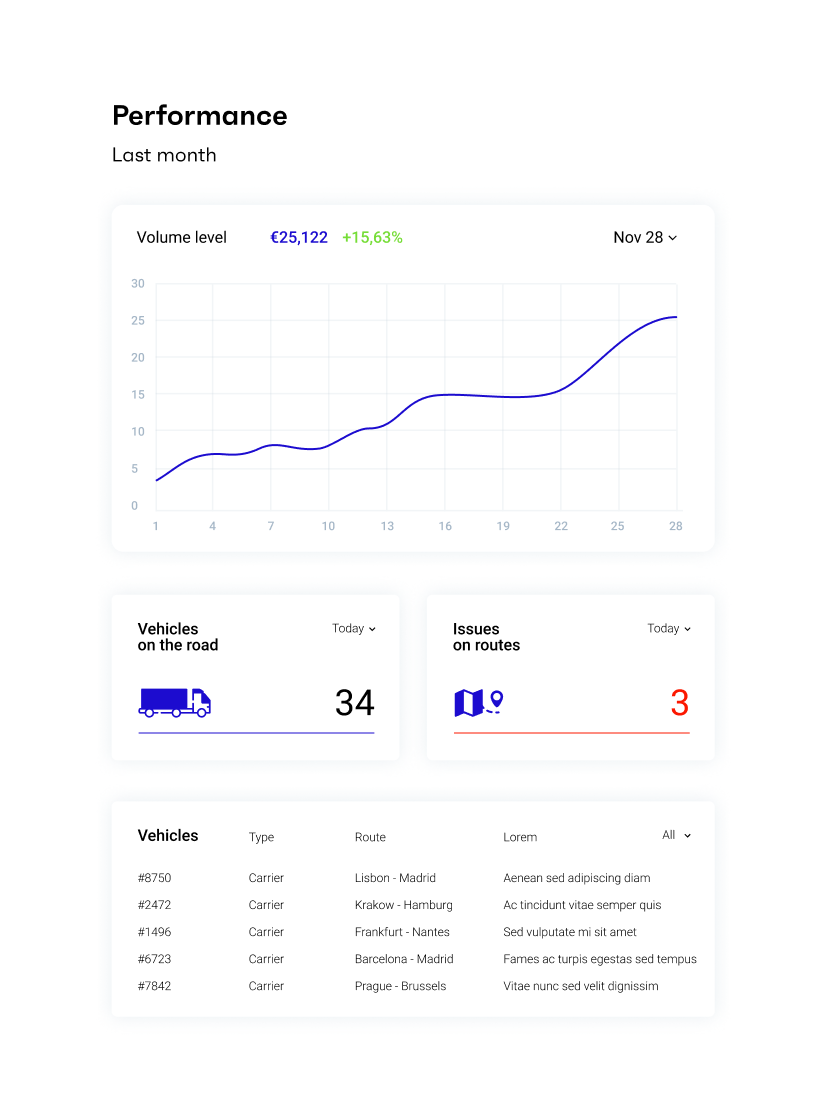 Performance
Last month
Volume level €25,122 +15,63% Nov 28
30
25
20
15
10
5
0
1 4 7 10 13 16 19 22 25 28
Vehicles
on the road
Today
34
Issues
on routes
Today
3
Vehicles Type Route Lorem All
#8750 Carrier Lisbon - Madrid Aenean sed adipiscing diam
#2472 Carrier Krakow - Hamburg Ac tincidunt vitae semper quis
#1496 Carrier Frankfurt - Nantes Sed vulputate mi sit amet
#6723 Carrier Barcelona - Madrid Fames ac turpis egestas sed tempus
#7842 Carrier Prague - Brussels Vitae nunc sed velit dignissim